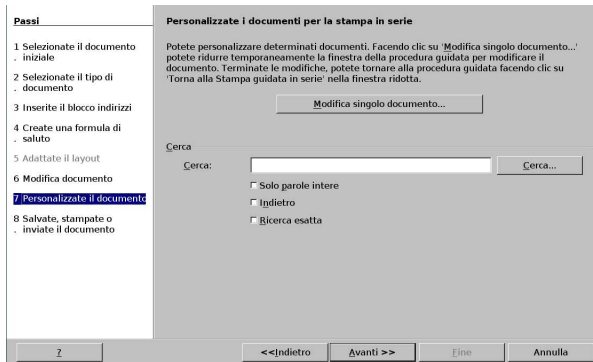 Passi
1 Selezionate il documento
. iniziale
2 Selezionate il tipo di
. documento
3 Inserite il blocco indirizzi
4 Create una formula di
. saluto
5 Adattate il layout
6 Modifica documento
7 Personalizzate il documento
8 Salvate, stampate o
. inviate il documento
Personalizzate i documenti per la stampa in serie
Potete personalizzare determinati documenti. Facendo clic su 'Modifica singolo documento...'
potete ridurre temporaneamente la finestra della procedura guidata per modificare il
documento. Terminate le modifiche, potete tornare alla procedura guidata facendo clic su
'Torna alla Stampa guidata in serie' nella finestra ridotta.
Modifica singolo documento...
Cerca
Cerca:
Cerca...
Solo parole intere
Indietro
Ricerca esatta
?
<<Indietro
Avanti >>
Fine
Annulla